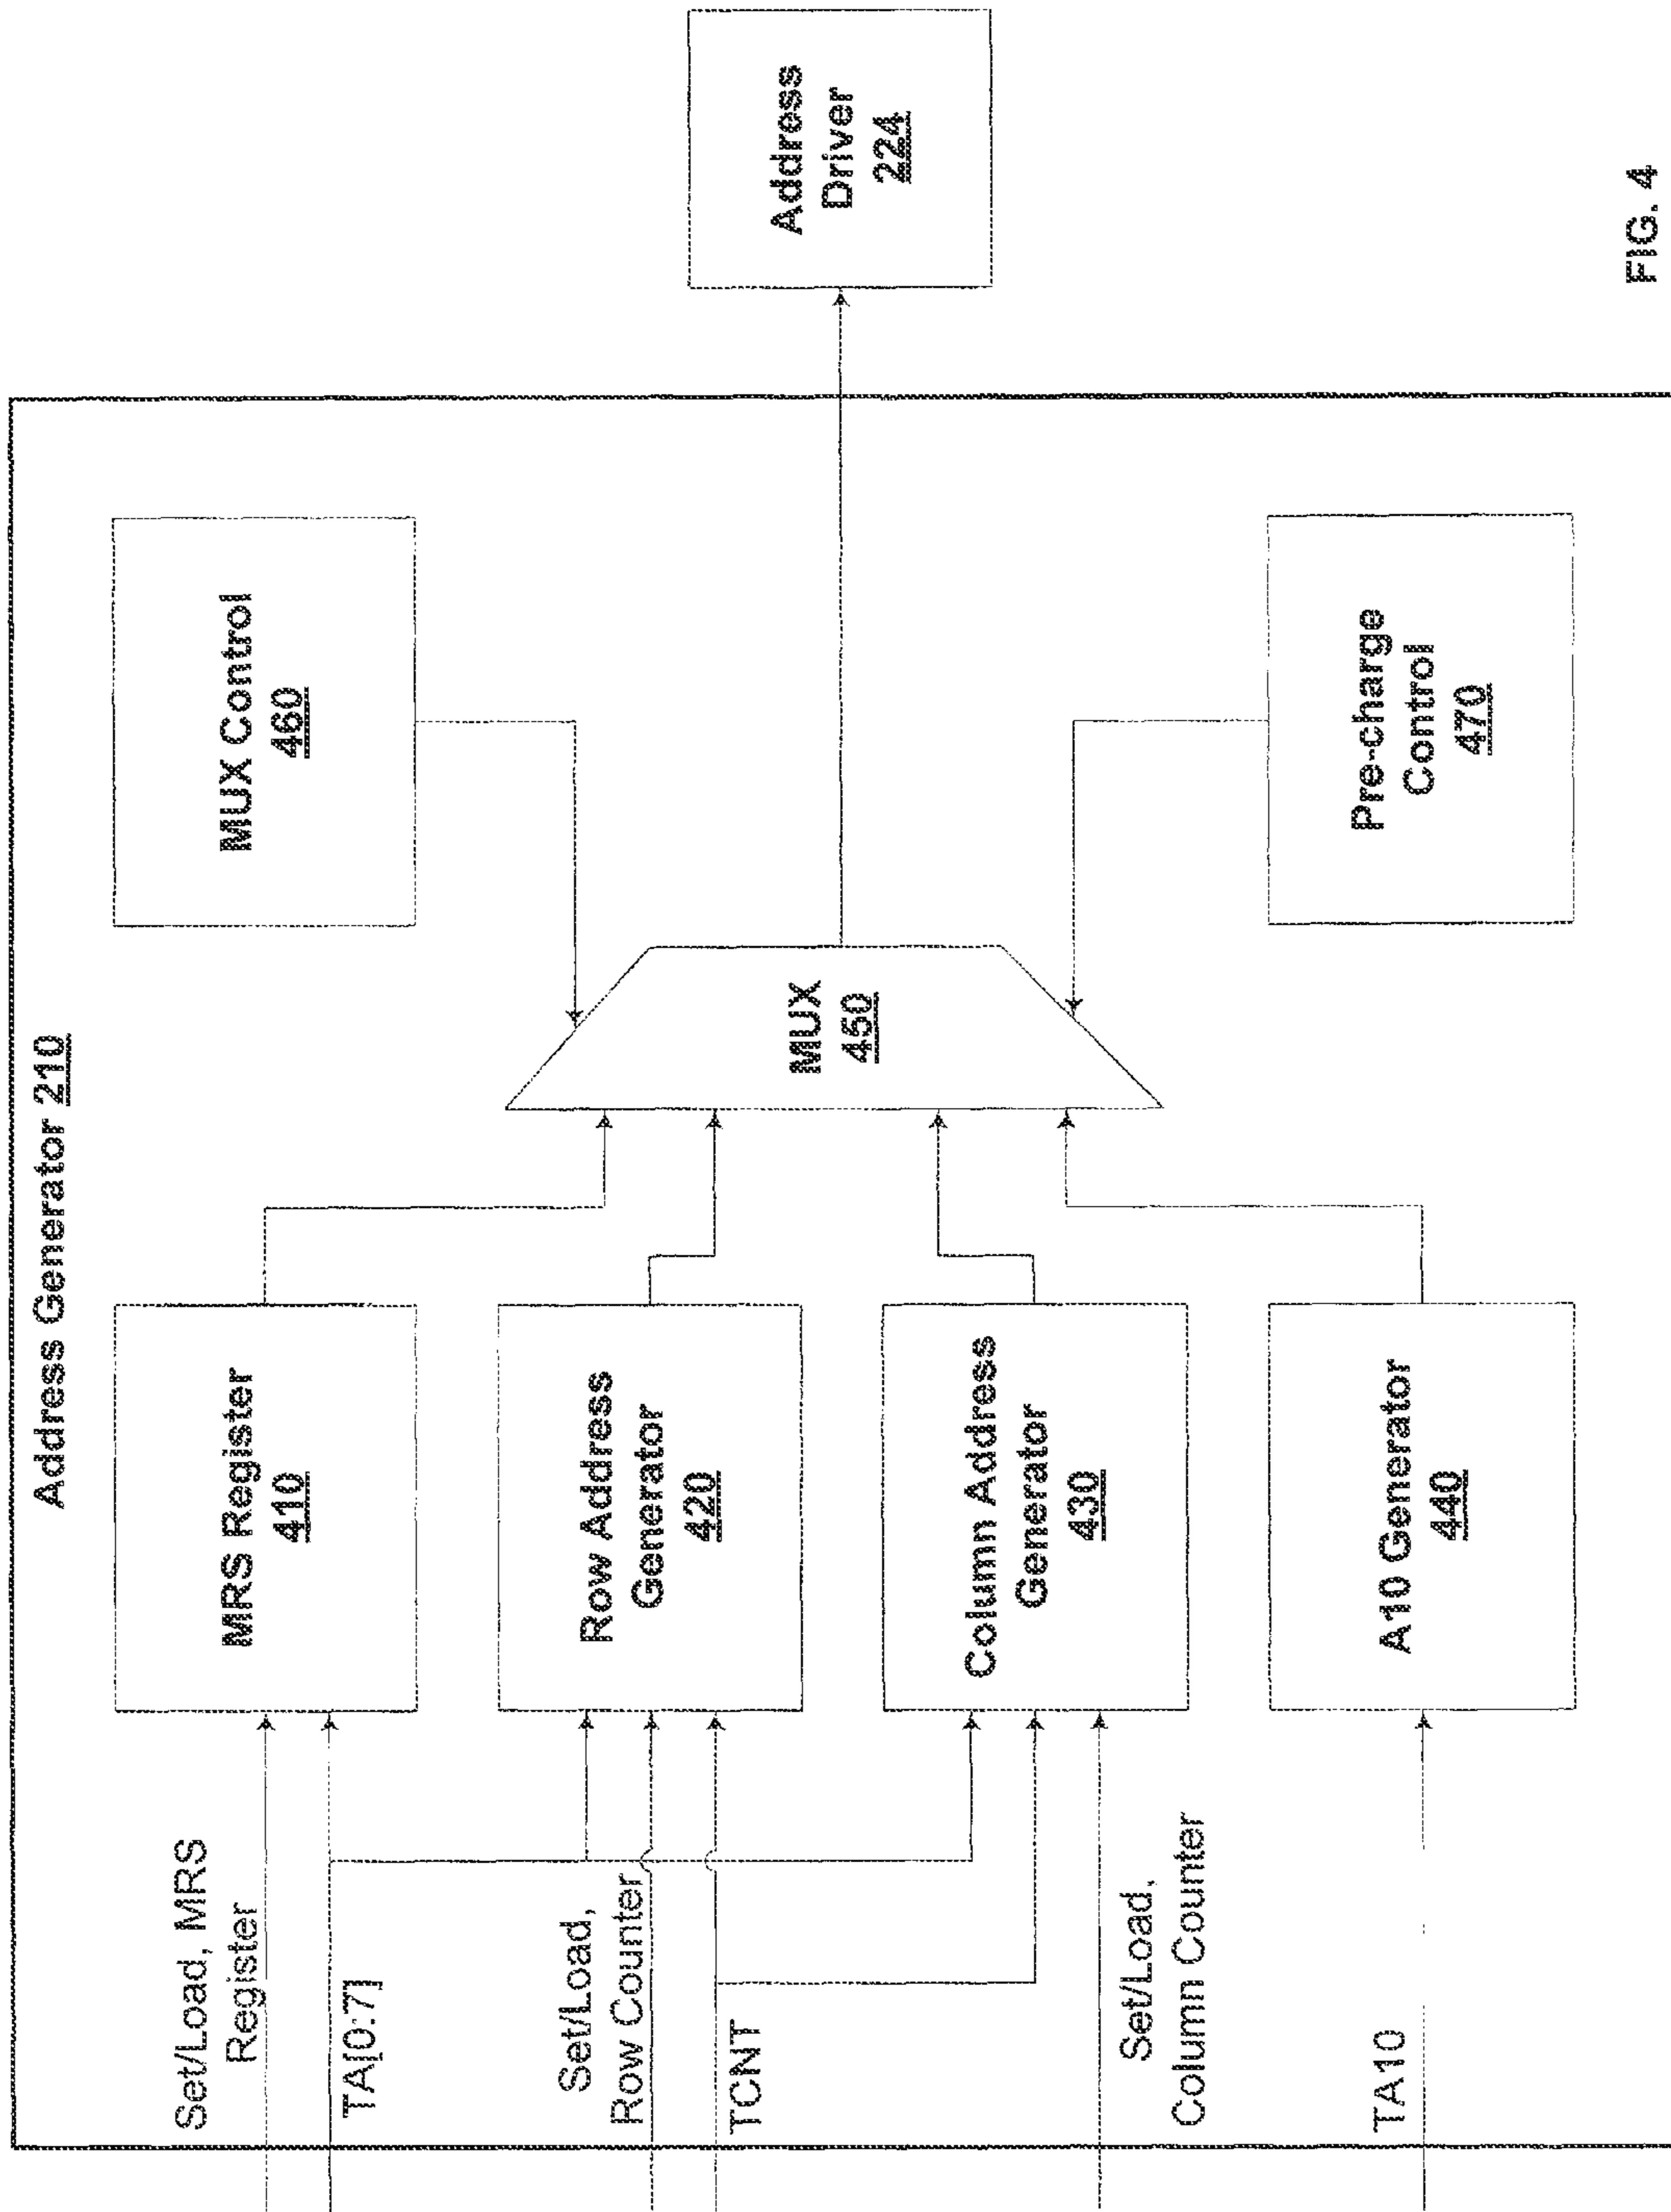 Address Generator 210
Set/Load, MRS
Register
TA[0:7]
Set/Load,
Row Counter
TCNT
Set/Load,
Column Counter
TA10
MRS Register
410
Row Address
Generator
420
Column Address
Generator
430
A10 Generator
440
MUX
450
MUX Control
460
Pre-charge
Control
470
Address
Driver
224
FIG. 4